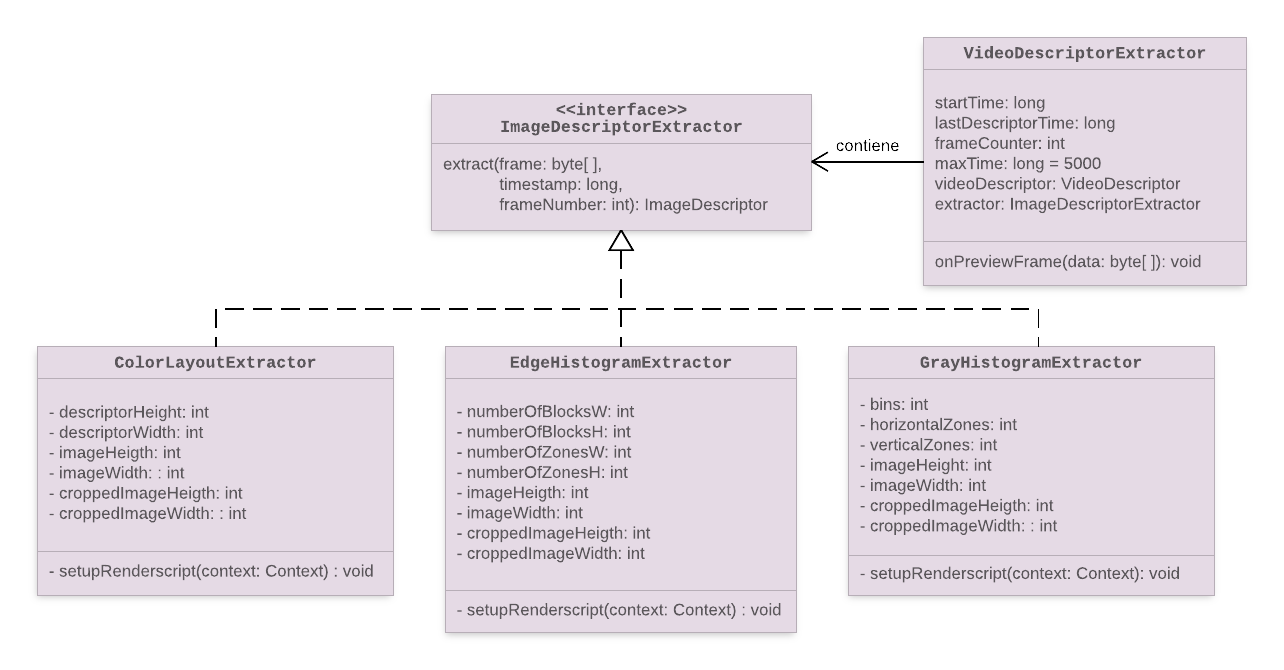 VideoDescriptorExtractor
startTime: long
lastDescriptorTime: long
frameCounter: int
maxTime: long = 5000
videoDescriptor: VideoDescriptor
extractor: ImageDescriptorExtractor
onPreviewFrame(data: byte[ ]): void
<<interface>>
ImageDescriptorExtractor
extract(frame: byte[ ],
timestamp: long,
frameNumber: int): ImageDescriptor
contiene
ColorLayoutExtractor
- descriptorHeight: int
- descriptorWidth: int
- imageHeigth: int
- imageWidth: : int
- croppedImageHeigth: int
- croppedImageWidth: : int
- setupRenderscript(context: Context) : void
EdgeHistogramExtractor
- numberOfBlocksW: int
- numberOfBlocksH: int
- numberOfZonesW: int
- numberOfZonesH: int
- imageHeigth: int
- imageWidth: int
- croppedImageHeigth: int
- croppedImageWidth: int
- setupRenderscript(context: Context) : void
GrayHistogramExtractor
- bins: int
- horizontalZones: int
- verticalZones: int
- imageHeight: int
- imageWidth: int
- croppedImageHeigth: int
- croppedImageWidth: : int
- setupRenderscript(context: Context): void